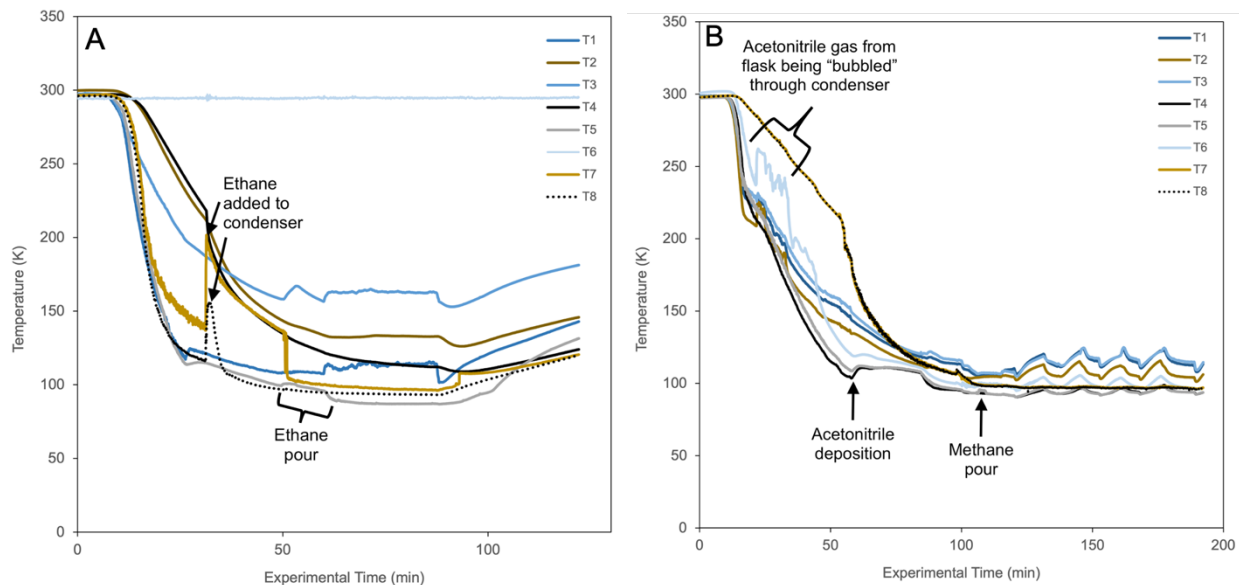 A
350
300
250
200
150
100
50
0
0
50
100
Temperature (K)
Experimental Time (min)
T1
T2
T3
T4
T5
T6
T7
T8
Ethane
added to
condenser
Ethane
pour
B
350
300
250
200
150
100
50
0
0
50
100
150
200
Temperature (K)
Experimental Time (min)
Acetonitrile gas from
flask being “bubbled”
through condenser
T1
T2
T3
T4
T5
T6
T7
T8
Acetonitrile
deposition
Methane
pour